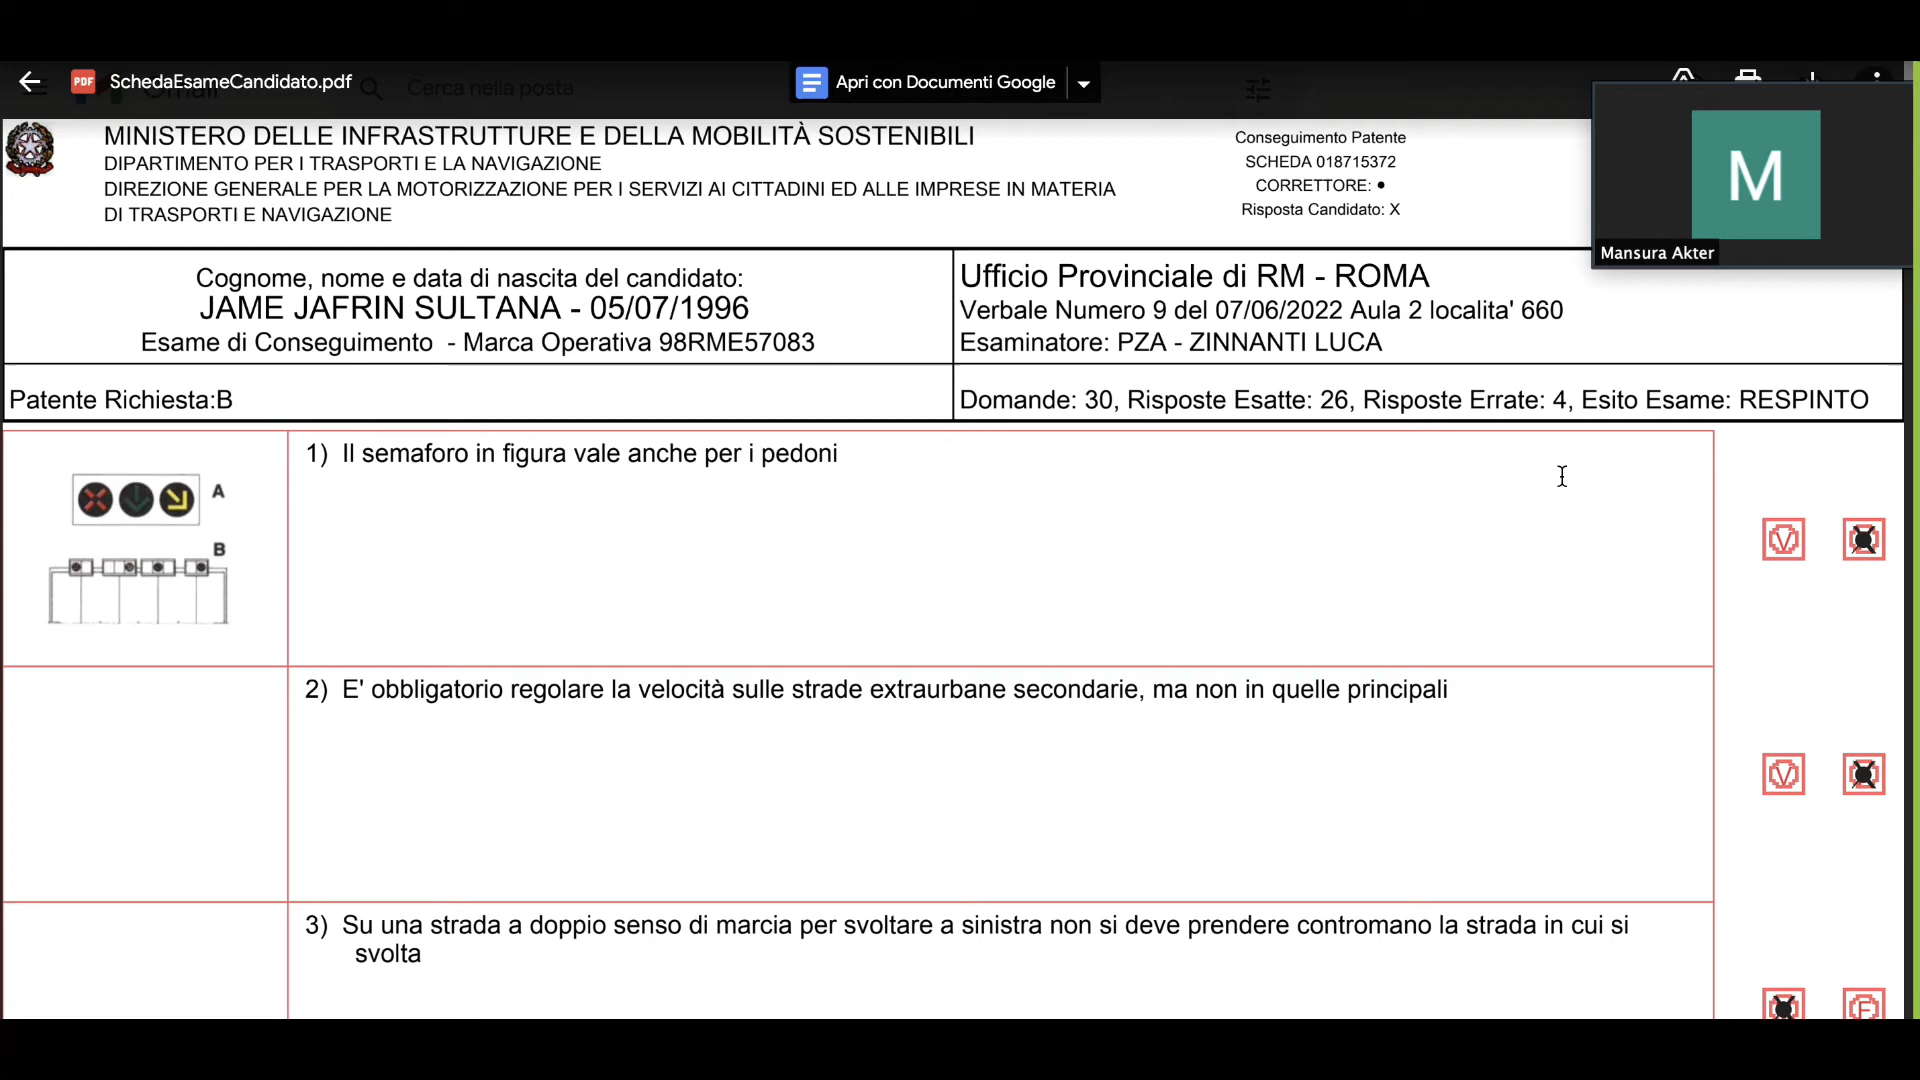 SchedaEsameCandidato.pdf
Cerca nella posta
Apri con Documenti Google
M
Mansura Akter
MINISTERO DELLE INFRASTRUTTURE E DELLA MOBILITÀ SOSTENIBILI
DIPARTIMENTO PER I TRASPORTI E LA NAVIGAZIONE
DIREZIONE GENERALE PER LA MOTORIZZAZIONE PER I SERVIZI AI CITTADINI ED ALLE IMPRESE IN MATERIA
DI TRASPORTI E NAVIGAZIONE
Conseguimento Patente
SCHEDA 018715372
CORRETTORE: ●
Risposta Candidato: X
Cognome, nome e data di nascita del candidato:
JAME JAFRIN SULTANA - 05/07/1996
Esame di Conseguimento - Marca Operativa 98RME57083
Ufficio Provinciale di RM - ROMA
Verbale Numero 9 del 07/06/2022 Aula 2 localita' 660
Esaminatore: PZA - ZINNANTI LUCA
Patente Richiesta:B
Domande: 30, Risposte Esatte: 26, Risposte Errate: 4, Esito Esame: RESPINTO
A
B
1) Il semaforo in figura vale anche per i pedoni
V
2) E' obbligatorio regolare la velocità sulle strade extraurbane secondarie, ma non in quelle principali
V
3) Su una strada a doppio senso di marcia per svoltare a sinistra non si deve prendere contromano la strada in cui si
svolta
F